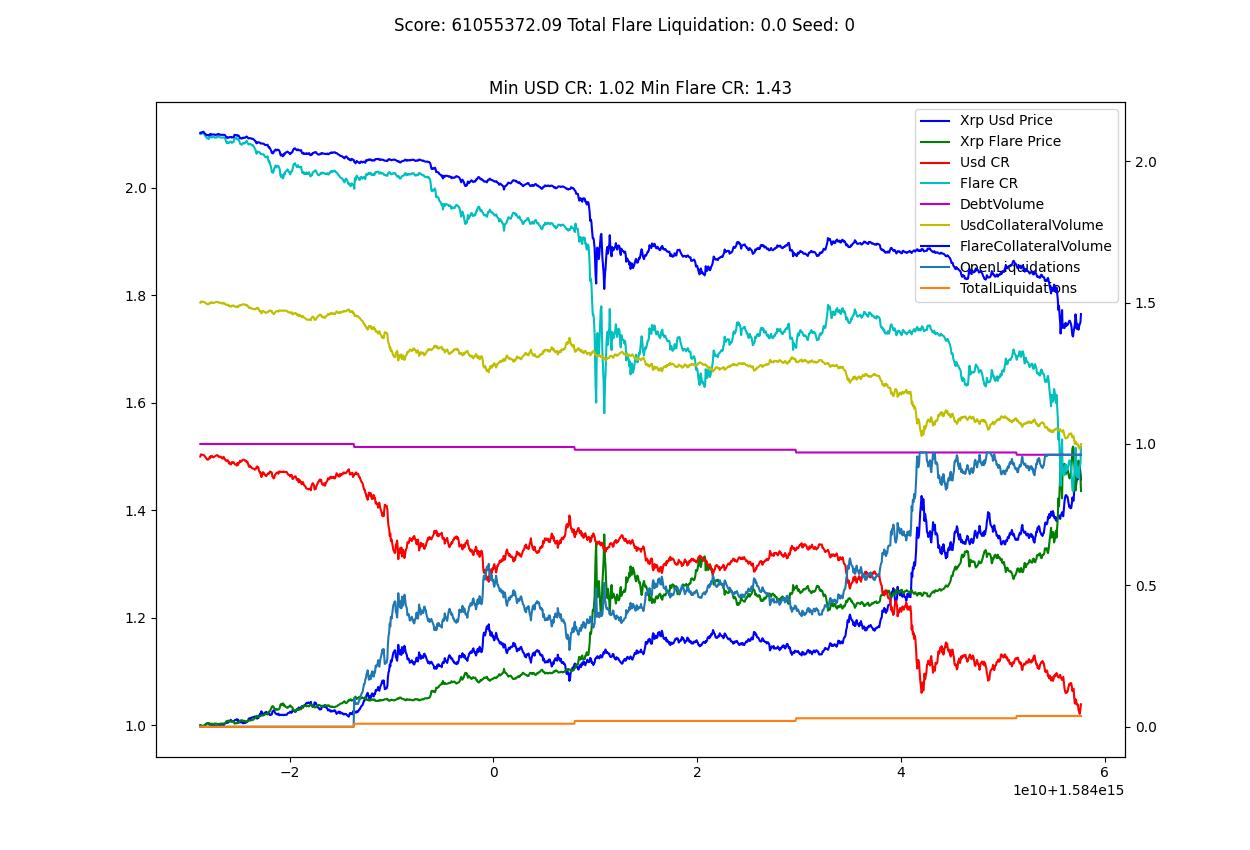 Score: 61055372.09 Total Flare Liquidation: 0.0 Seed: 0
Min USD CR: 1.02 Min Flare CR: 1.43
Xrp Usd Price
Xrp Flare Price
Usd CR
Flare CR
DebtVolume
UsdCollateralVolume
FlareCollateralVolume
OpenLiquidations
TotalLiquidations
2.0
1.8
1.6
1.4
1.2
1.0
2.0
1.5
1.0
0.5
0.0
−2
0
2
4
6
1e10+1.584e15